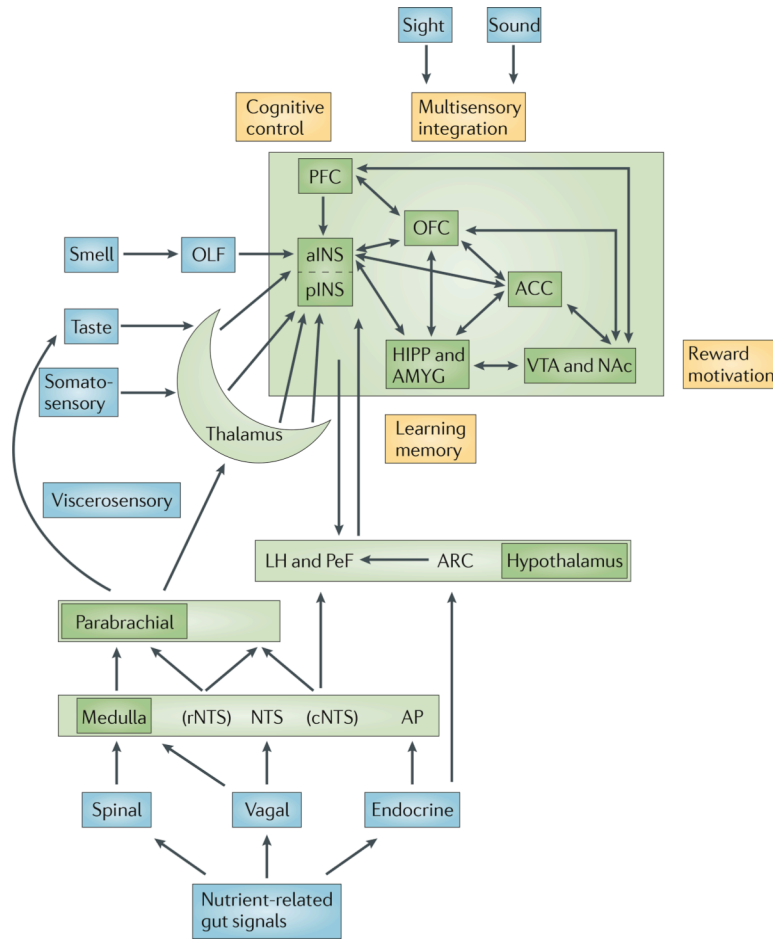 Sight
Sound
Cognitive
control
Multisensory
integration
PFC
OFC
Smell
OLF
aINS
pINS
ACC
Taste
HIPP and
AMYG
VTA and NAc
Reward
motivation
Somato-
sensory
Thalamus
Learning
memory
Viscerosensory
LH and PeF
ARC
Hypothalamus
Parabrachial
Medulla
(rNTS)
NTS
(cNTS)
AP
Spinal
Vagal
Endocrine
Nutrient-related
gut signals